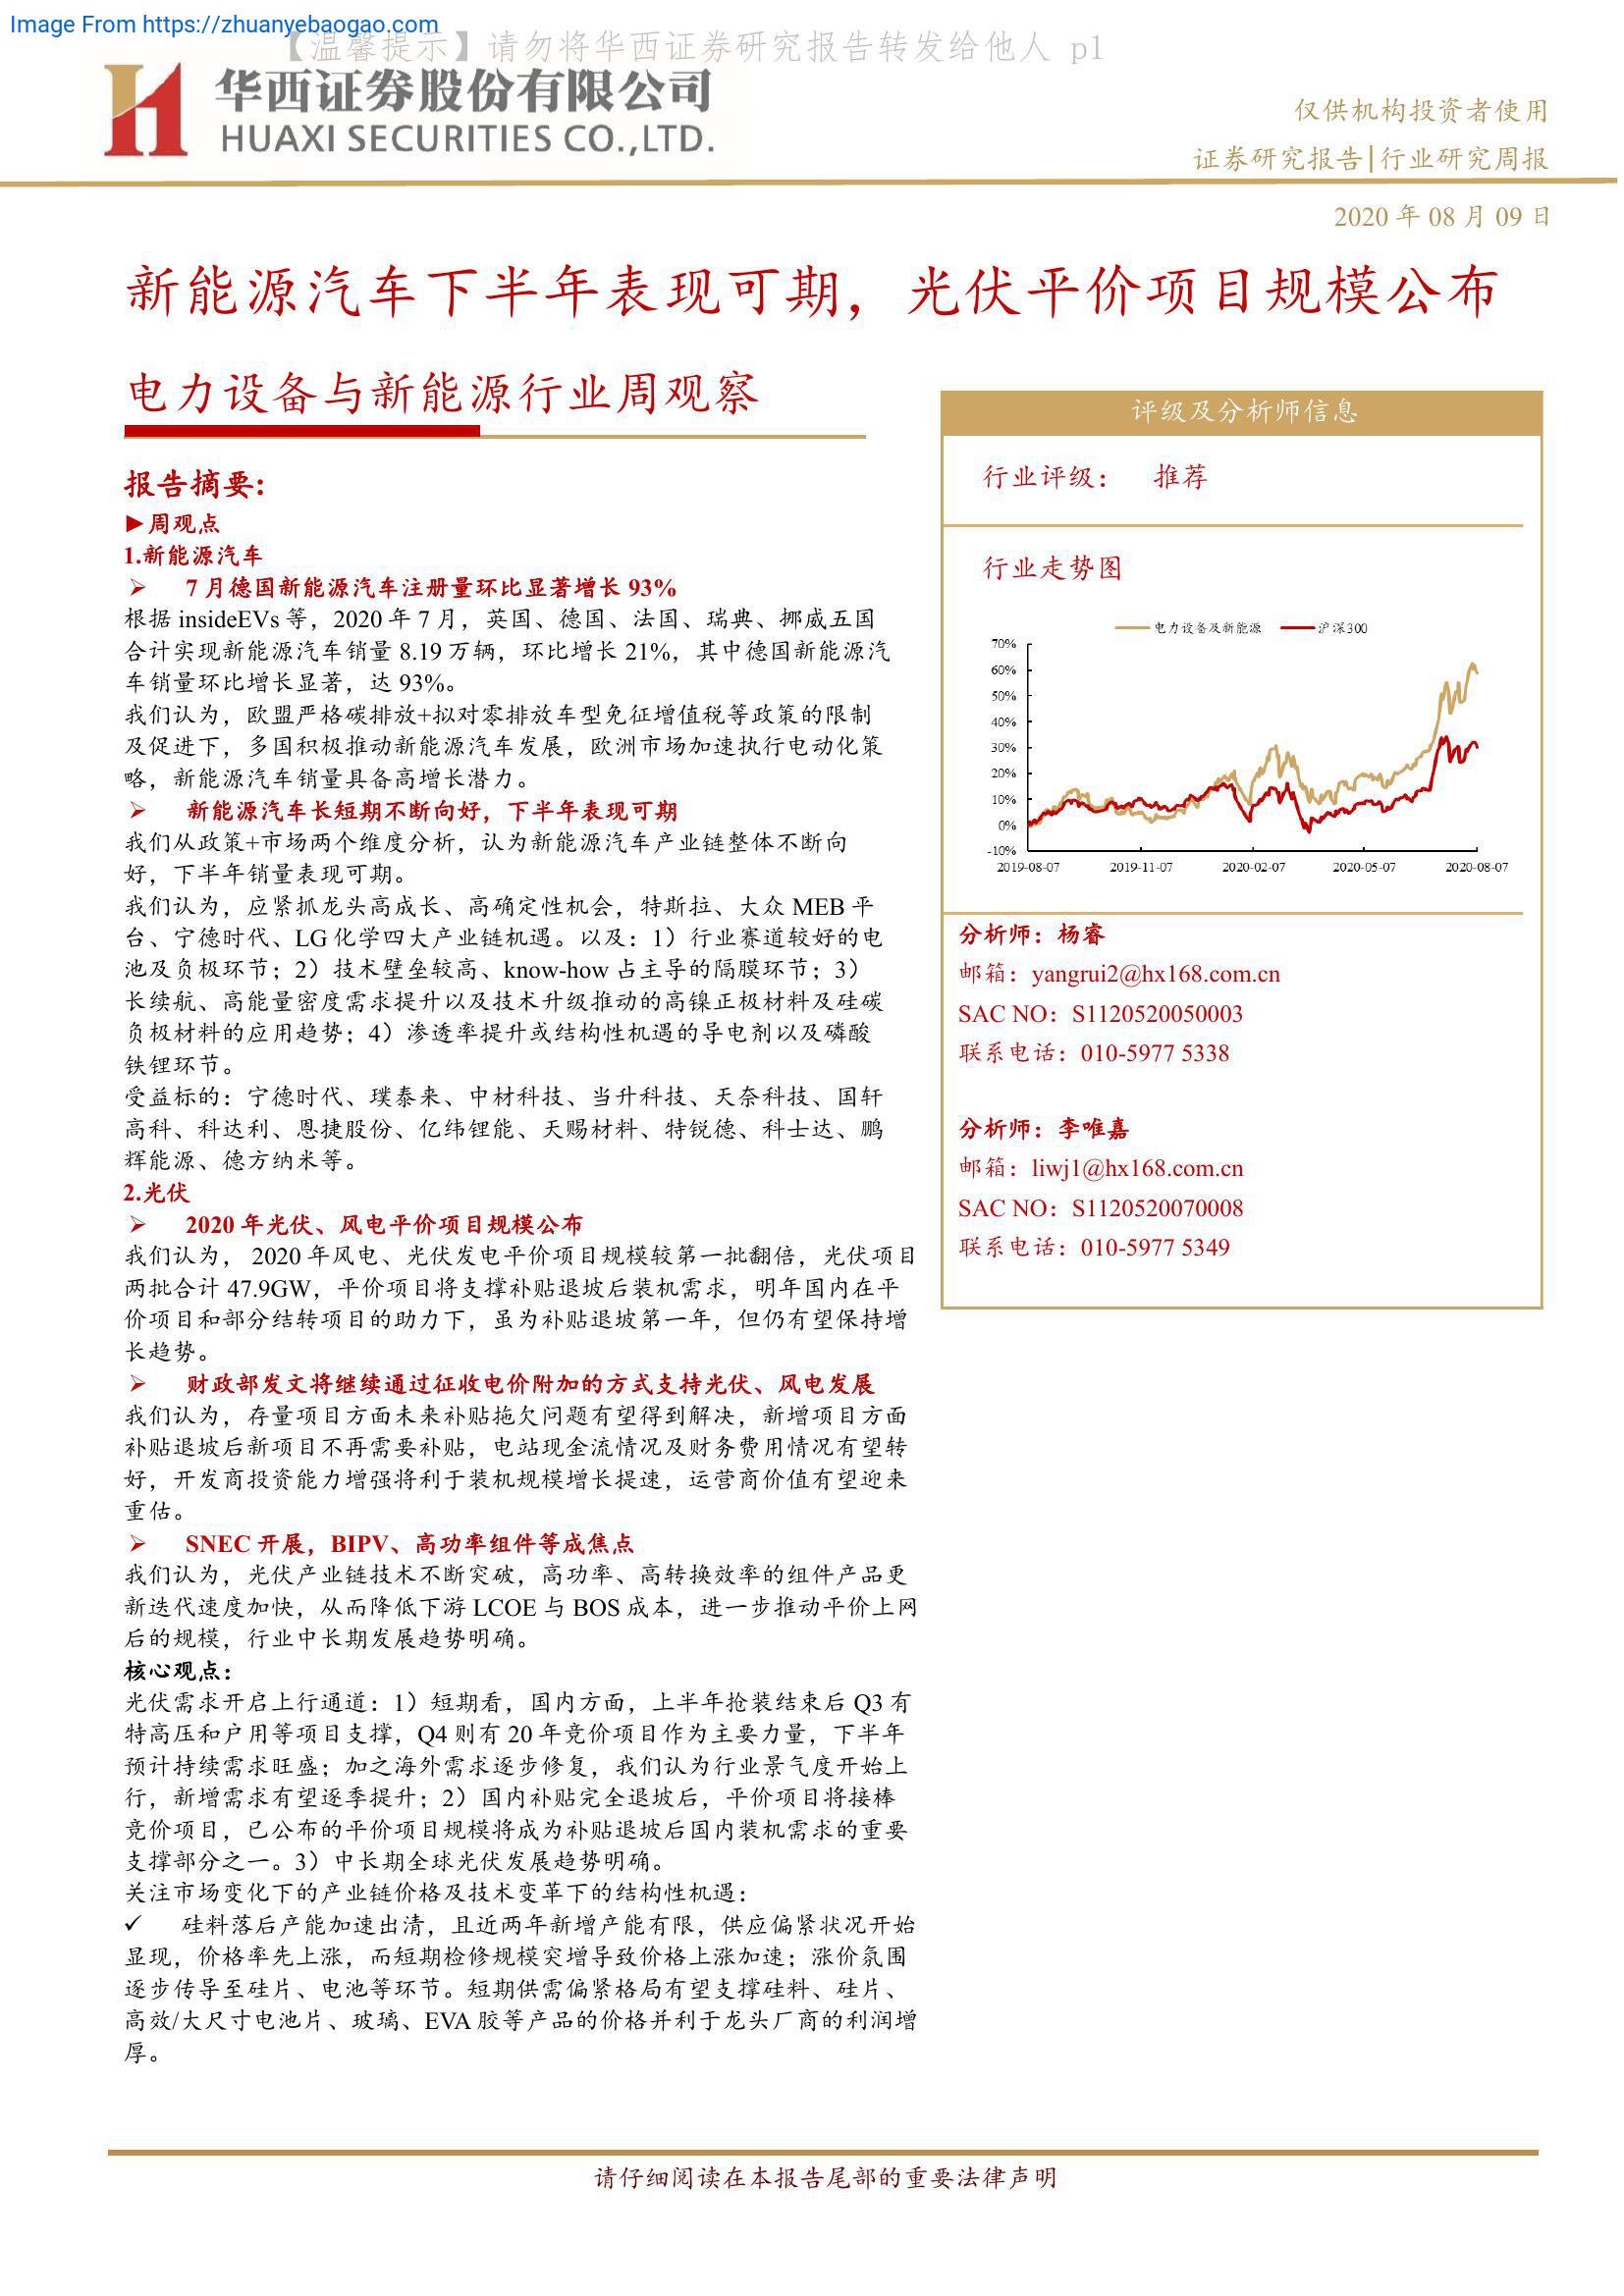 Image From https://zhuanyebaogao.com
【温馨提示】请勿将华西证券研究报告转发给他人 p1
华西证券股份有限公司
HUAXI SECURITIES CO.,LTD.
仅供机构投资者使用
证券研究报告|行业研究周报
2020 年 08 月 09 日
新能源汽车下半年表现可期，光伏平价项目规模公布
电力设备与新能源行业周观察
报告摘要:
►周观点
1.新能源汽车
➢ 7 月德国新能源汽车注册量环比显著增长 93%
根据 insideEVs 等，2020 年 7 月，英国、德国、法国、瑞典、挪威五国
合计实现新能源汽车销量 8.19 万辆，环比增长 21%，其中德国新能源汽
车销量环比增长显著，达 93%。
我们认为，欧盟严格碳排放+拟对零排放车型免征增值税等政策的限制
及促进下，多国积极推动新能源汽车发展，欧洲市场加速执行电动化策
略，新能源汽车销量具备高增长潜力。
➢ 新能源汽车长短期不断向好，下半年表现可期
我们从政策+市场两个维度分析，认为新能源汽车产业链整体不断向
好，下半年销量表现可期。
我们认为，应紧抓龙头高成长、高确定性机会，特斯拉、大众 MEB 平
台、宁德时代、LG 化学四大产业链机遇。以及：1）行业赛道较好的电
池及负极环节；2）技术壁垒较高、know-how 占主导的隔膜环节；3）
长续航、高能量密度需求提升以及技术升级推动的高镍正极材料及硅碳
负极材料的应用趋势；4）渗透率提升或结构性机遇的导电剂以及磷酸
铁锂环节。
受益标的：宁德时代、璞泰来、中材科技、当升科技、天奈科技、国轩
高科、科达利、恩捷股份、亿纬锂能、天赐材料、特锐德、科士达、鹏
辉能源、德方纳米等。
2.光伏
➢ 2020 年光伏、风电平价项目规模公布
我们认为， 2020 年风电、光伏发电平价项目规模较第一批翻倍，光伏项目
两批合计 47.9GW，平价项目将支撑补贴退坡后装机需求，明年国内在平
价项目和部分结转项目的助力下，虽为补贴退坡第一年，但仍有望保持增
长趋势。
➢ 财政部发文将继续通过征收电价附加的方式支持光伏、风电发展
我们认为，存量项目方面未来补贴拖欠问题有望得到解决，新增项目方面
补贴退坡后新项目不再需要补贴，电站现金流情况及财务费用情况有望转
好，开发商投资能力增强将利于装机规模增长提速，运营商价值有望迎来
重估。
➢ SNEC 开展，BIPV、高功率组件等成焦点
我们认为，光伏产业链技术不断突破，高功率、高转换效率的组件产品更
新迭代速度加快，从而降低下游 LCOE 与 BOS 成本，进一步推动平价上网
后的规模，行业中长期发展趋势明确。
核心观点：
光伏需求开启上行通道：1）短期看，国内方面，上半年抢装结束后 Q3 有
特高压和户用等项目支撑，Q4 则有 20 年竞价项目作为主要力量，下半年
预计持续需求旺盛；加之海外需求逐步修复，我们认为行业景气度开始上
行，新增需求有望逐季提升；2）国内补贴完全退坡后，平价项目将接棒
竞价项目，已公布的平价项目规模将成为补贴退坡后国内装机需求的重要
支撑部分之一。3）中长期全球光伏发展趋势明确。
关注市场变化下的产业链价格及技术变革下的结构性机遇：
✓ 硅料落后产能加速出清，且近两年新增产能有限，供应偏紧状况开始
显现，价格率先上涨，而短期检修规模突增导致价格上涨加速；涨价氛围
逐步传导至硅片、电池等环节。短期供需偏紧格局有望支撑硅料、硅片、
高效/大尺寸电池片、玻璃、EVA 胶等产品的价格并利于龙头厂商的利润增
厚。
评级及分析师信息
行业评级： 推荐
行业走势图
电力设备及新能源 沪深300
70%
60%
50%
40%
30%
20%
10%
0%
-10%
2019-08-07 2019-11-07 2020-02-07 2020-05-07 2020-08-07
分析师：杨睿
邮箱：yangrui2@hx168.com.cn
SAC NO：S1120520050003
联系电话：010-5977 5338
分析师：李唯嘉
邮箱：liwj1@hx168.com.cn
SAC NO：S1120520070008
联系电话：010-5977 5349
请仔细阅读在本报告尾部的重要法律声明